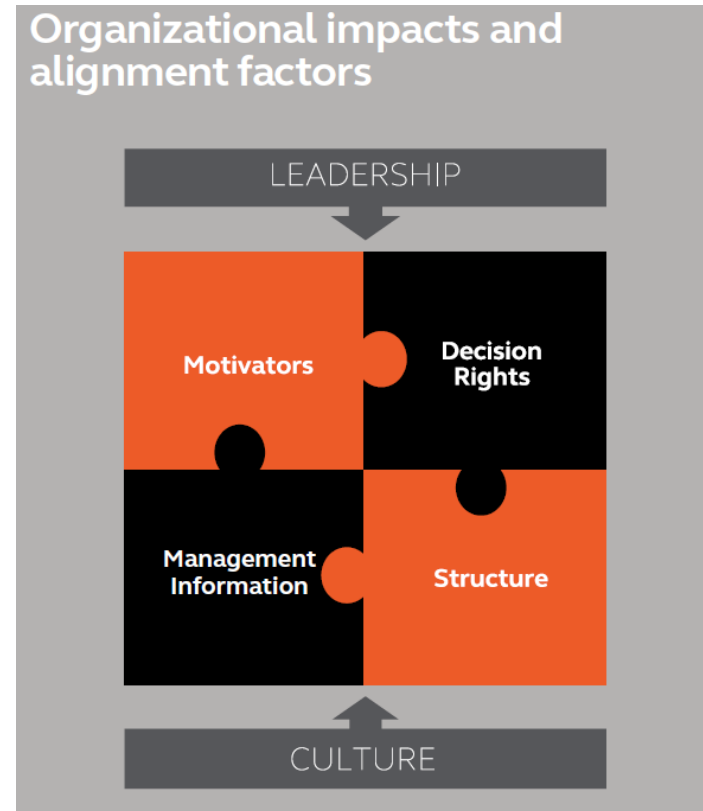 Organizational impacts and
alignment factors
LEADERSHIP
Motivators
Decision
Rights
Management
Information
Structure
CULTURE